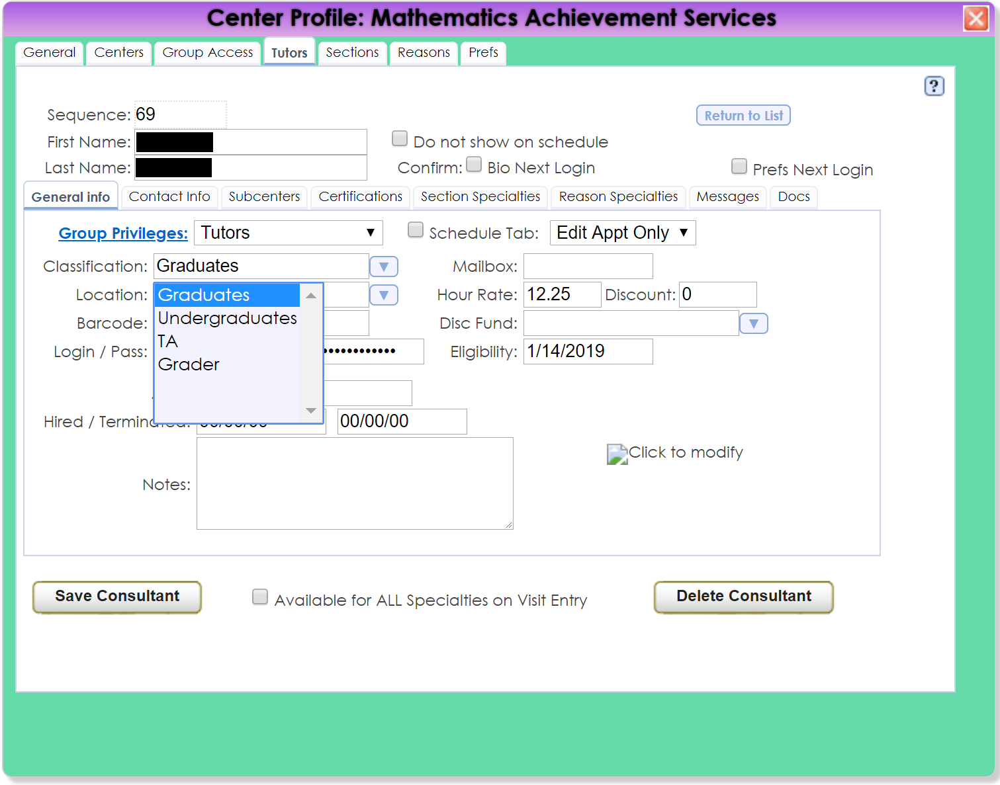 Center Profile: Mathematics Achievement Services
General Centers Group Access Tutors Sections Reasons Prefs
?
Sequence: 69 Return to List
First Name: Do not show on schedule
Last Name: Confirm: Bio Next Login Prefs Next Login
General info Contact Info Subcenters Certifications Section Specialties Reason Specialties Messages Docs
Group Privileges: Tutors Schedule Tab: Edit Appt Only
Classification: Graduates Mailbox:
Location: Graduates Hour Rate: 12.25 Discount: 0
Barcode: Undergraduates Disc Fund:
Login / Pass: TA •••••••••••• Eligibility: 1/14/2019
Grader
Hired / Terminated: 00/00/00
Click to modify
Notes:
Save Consultant Available for ALL Specialties on Visit Entry Delete Consultant